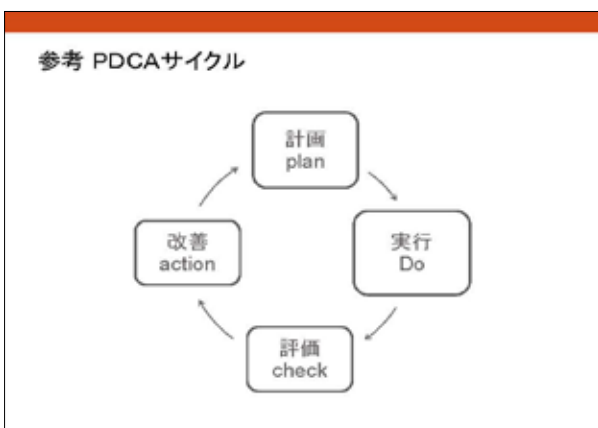 参考 PDCAサイクル
計画
plan
実行
Do
評価
check
改善
action